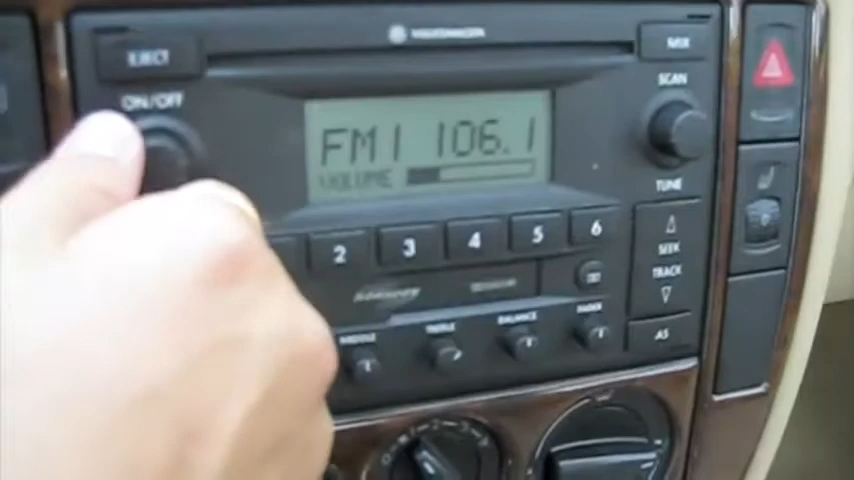 VOLKSWAGEN
EJECT
MIX
ON/OFF
SCAN
FM1 106.1
VOLUME
TUNE
2 3 4 5 6
SEEK
TRACK
Monsoon
MIDDLE TREBLE BALANCE FADER
AS